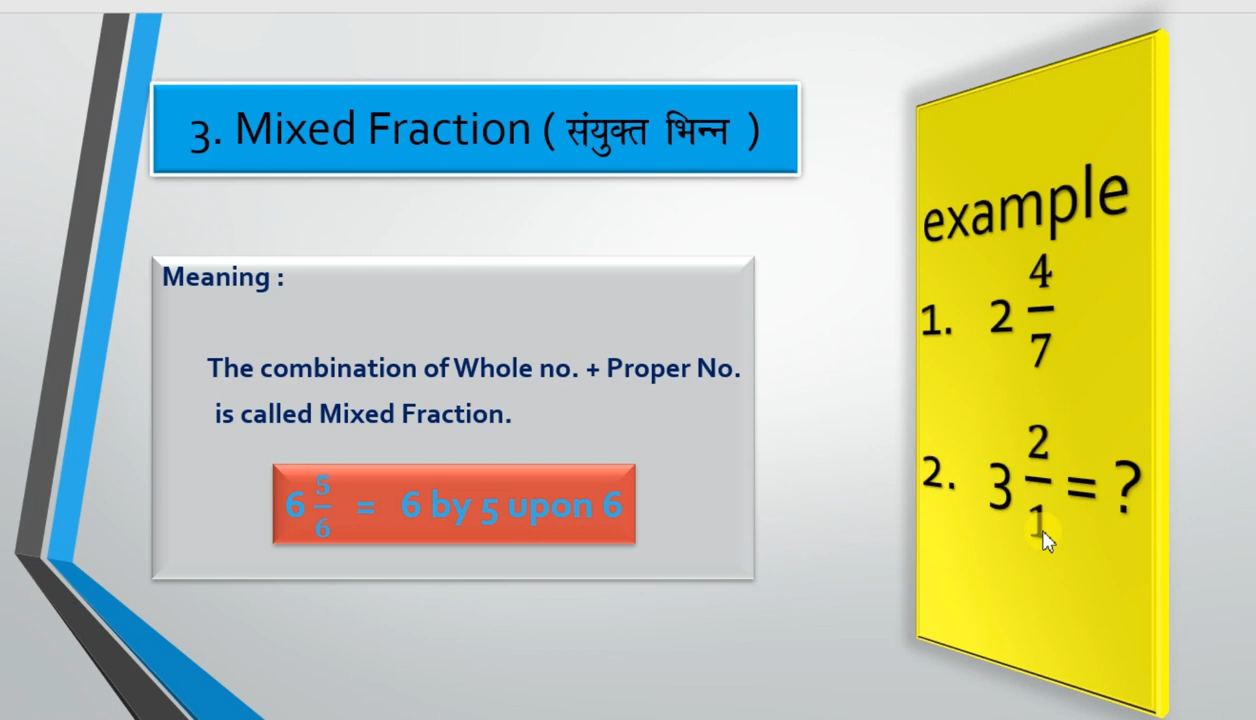 3. Mixed Fraction ( संयुक्त भिन्न )
Meaning :
The combination of Whole no. + Proper No.
is called Mixed Fraction.
6 5/6 = 6 by 5 upon 6
example
1. 2 4/7
2. 3 2/1 = ?